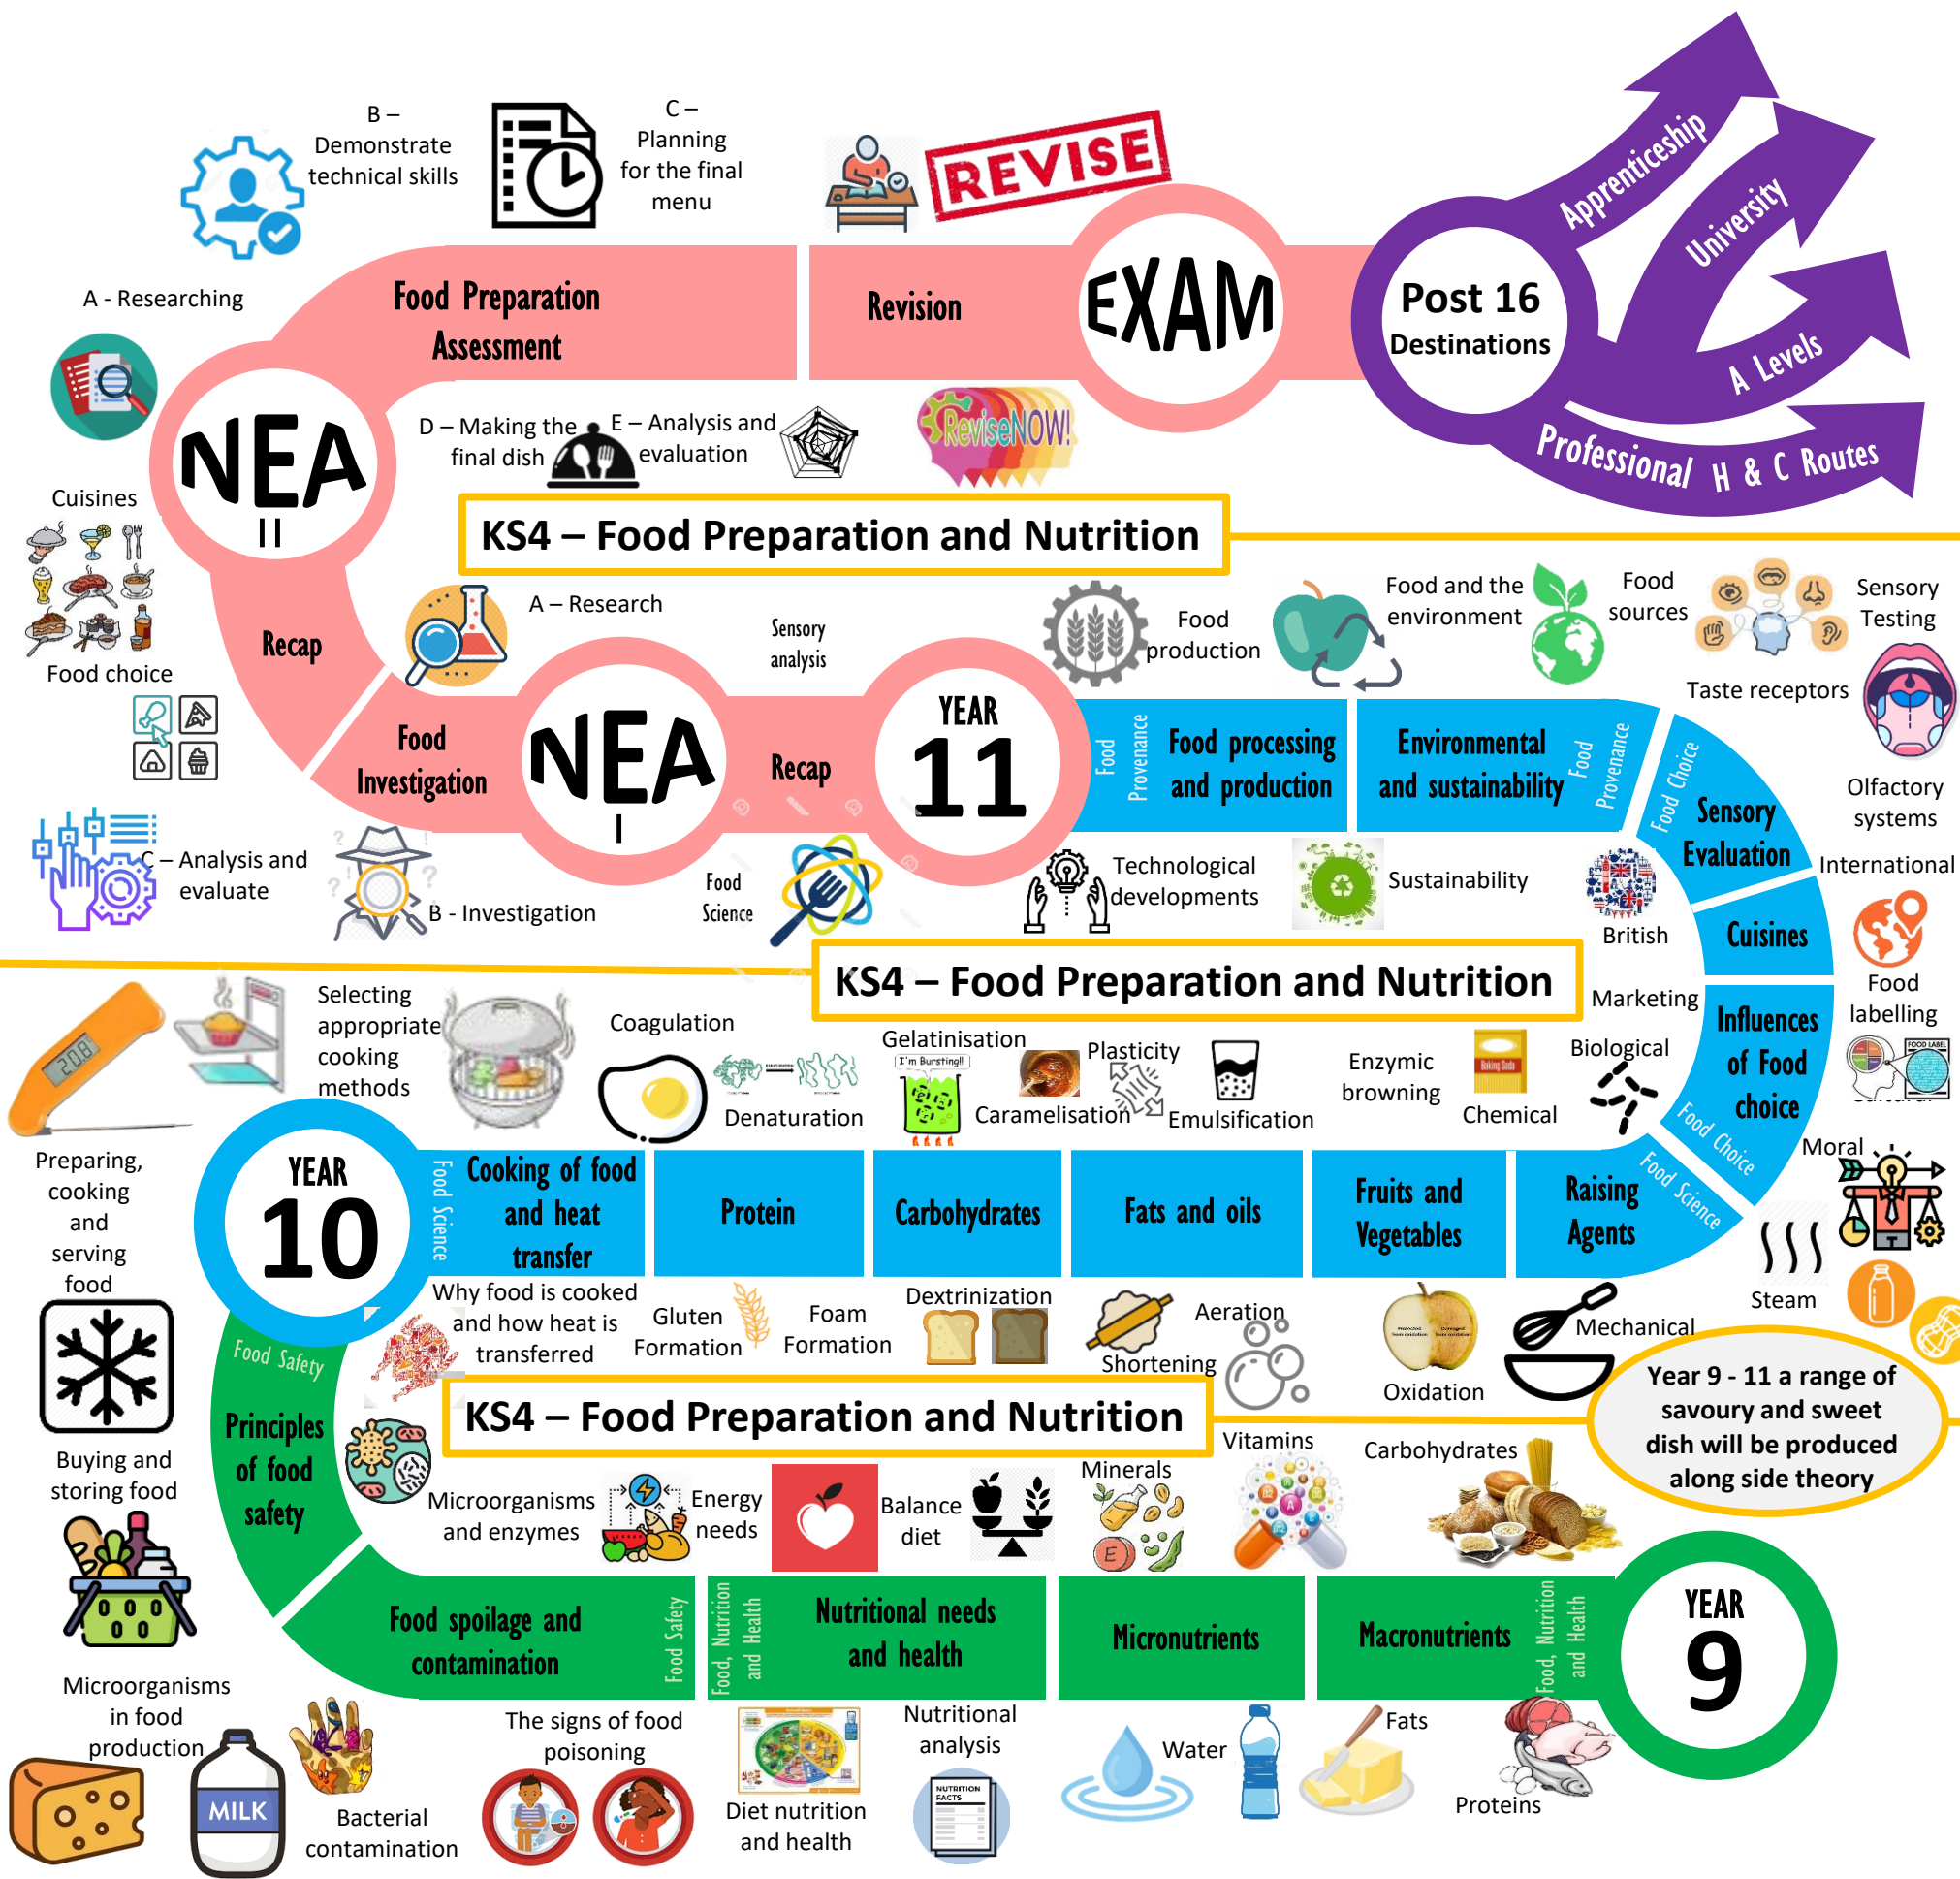 B –
Demonstrate
technical skills
C –
Planning
for the final
menu
REVISE
Apprenticeship
University
A Levels
Professional H & C Routes
Post 16
Destinations
EXAM
Revision
Food Preparation
Assessment
A - Researching
NEA
II
D – Making the
final dish
E – Analysis and
evaluation
ReviseNOW!
Cuisines
Food choice
KS4 – Food Preparation and Nutrition
Recap
A – Research
Sensory
analysis
Food
Investigation
NEA
I
Recap
YEAR
11
C – Analysis and
evaluate
B - Investigation
Food
Science
Food
production
Food and the
environment
Food
sources
Sensory
Testing
Taste receptors
Olfactory
systems
Food
Provenance
Food processing
and production
Environmental
and sustainability
Food
Provenance
Food Choice
Sensory
Evaluation
Technological
developments
Sustainability
British
International
Cuisines
KS4 – Food Preparation and Nutrition
Marketing
Food
labelling
FOOD LABEL
Influences
of Food
choice
Food Choice
Moral
20.8
Selecting
appropriate
cooking
methods
Coagulation
Denaturation
Gelatinisation
I'm Bursting!!
Caramelisation
Plasticity
Emulsification
Enzymic
browning
Baking Soda
Chemical
Biological
Preparing,
cooking
and
serving
food
YEAR
10
Food Science
Cooking of food
and heat
transfer
Protein
Carbohydrates
Fats and oils
Fruits and
Vegetables
Raising
Agents
Food Science
Steam
Why food is cooked
and how heat is
transferred
Gluten
Formation
Foam
Formation
Dextrinization
Shortening
Aeration
Oxidation
Mechanical
Year 9 - 11 a range of
savoury and sweet
dish will be produced
along side theory
Food Safety
Principles
of food
safety
KS4 – Food Preparation and Nutrition
Buying and
storing food
Microorganisms
and enzymes
Energy
needs
Balance
diet
Minerals
E
Vitamins
A
B12
Carbohydrates
Food spoilage and
contamination
Food Safety
Food, Nutrition
and Health
Nutritional needs
and health
Micronutrients
Macronutrients
Food, Nutrition
and Health
YEAR
9
Microorganisms
in food
production
MILK
Bacterial
contamination
The signs of food
poisoning
Diet nutrition
and health
Nutritional
analysis
NUTRITION
FACTS
Water
Fats
Proteins